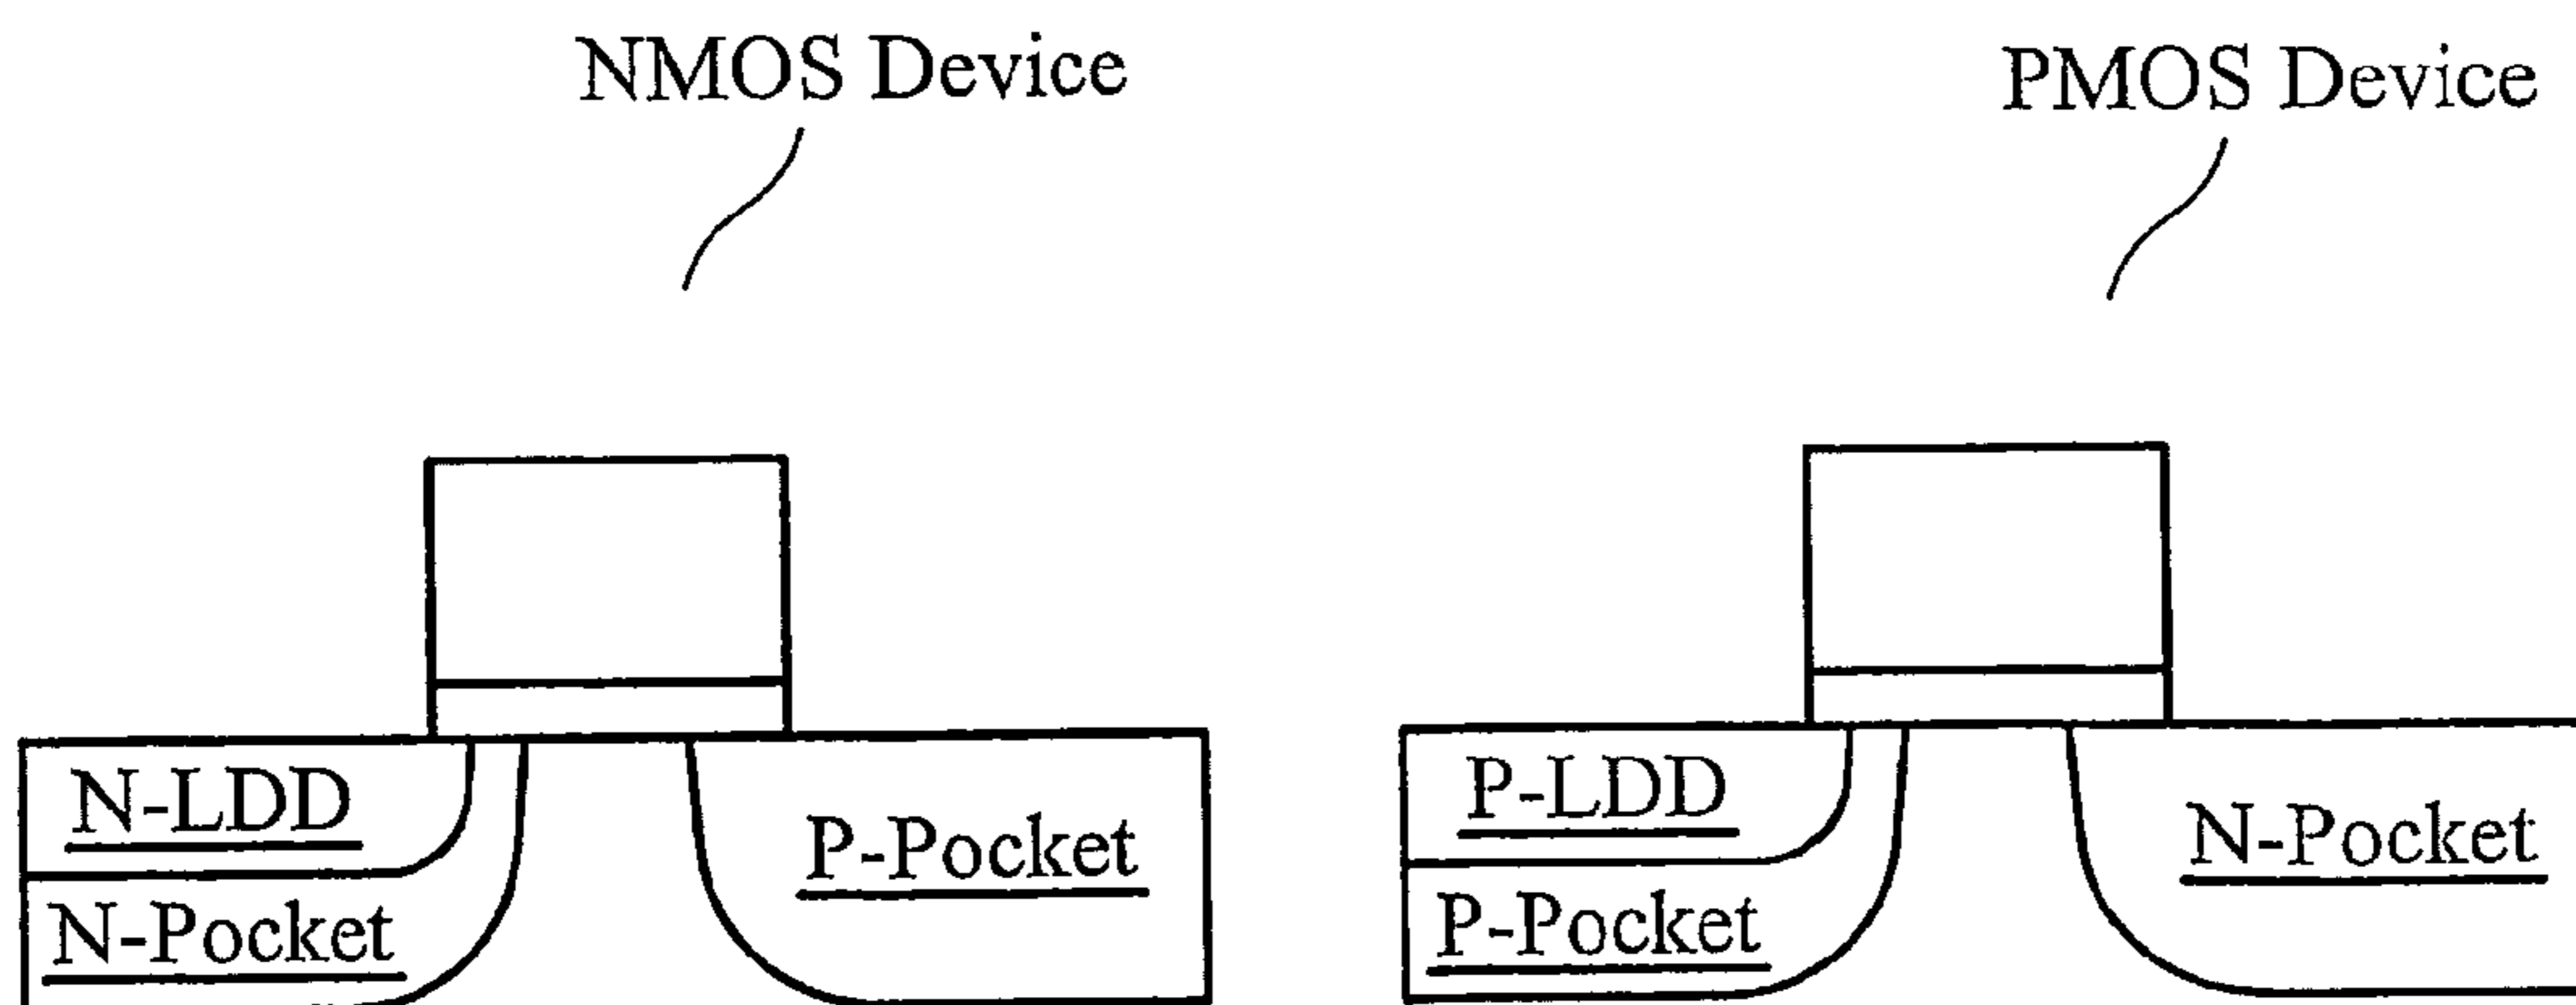 NMOS Device
PMOS Device
N-LDD
P-Pocket
N-Pocket
P-LDD
N-Pocket
P-Pocket